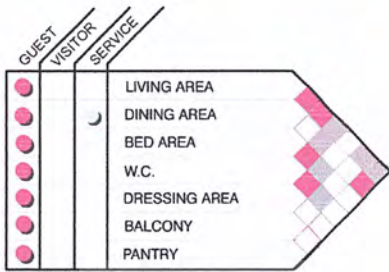 GUEST
VISITOR
SERVICE
LIVING AREA
DINING AREA
BED AREA
W.C.
DRESSING AREA
BALCONY
PANTRY